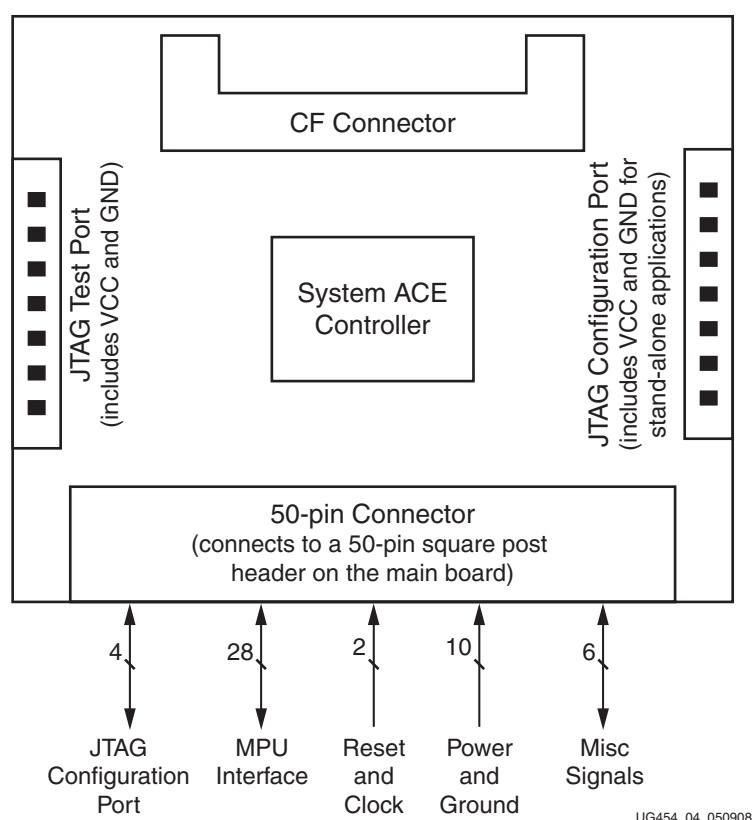 CF Connector
JTAG Test Port
(includes VCC and GND)
System ACE
Controller
JTAG Configuration Port
(includes VCC and GND for
stand-alone applications)
50-pin Connector
(connects to a 50-pin square post
header on the main board)
4
28
2
10
6
JTAG
Configuration
Port
MPU
Interface
Reset
and
Clock
Power
and
Ground
Misc
Signals
UG454_04_050908